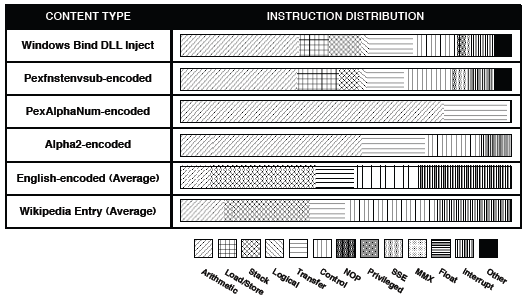 CONTENT TYPE INSTRUCTION DISTRIBUTION
Windows Bind DLL Inject
Pexfnstenvsub-encoded
PexAlphaNum-encoded
Alpha2-encoded
English-encoded (Average)
Wikipedia Entry (Average)
Arithmetic
Load/Store
Stack
Logical
Transfer
Control
NOP
Privileged
SSE
MMX
Float
Interrupt
Other